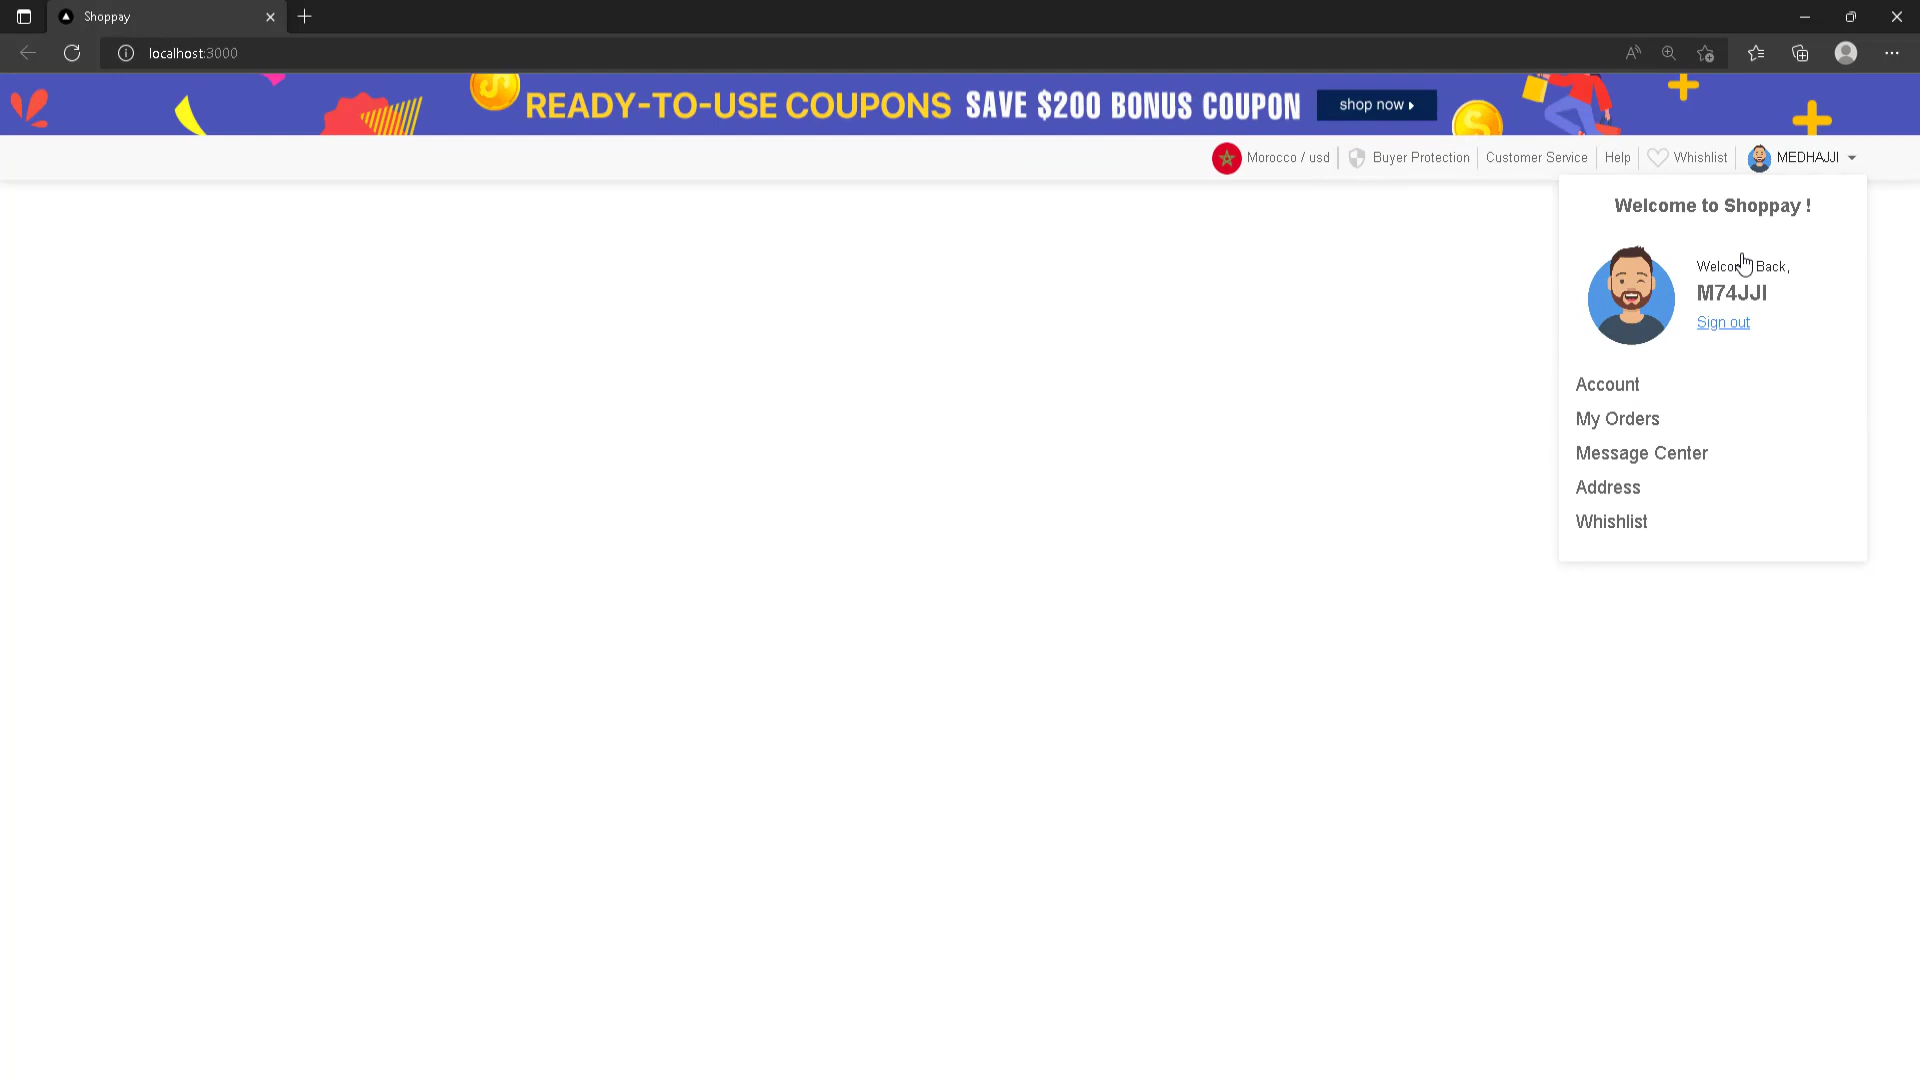 Shoppay
localhost:3000
READY-TO-USE COUPONS SAVE $200 BONUS COUPON shop now
Morocco / usd Buyer Protection Customer Service Help Whishlist MEDHAJJI
Welcome to Shoppay !
Back,
M74JJI
Sign out
Account
My Orders
Message Center
Address
Whishlist